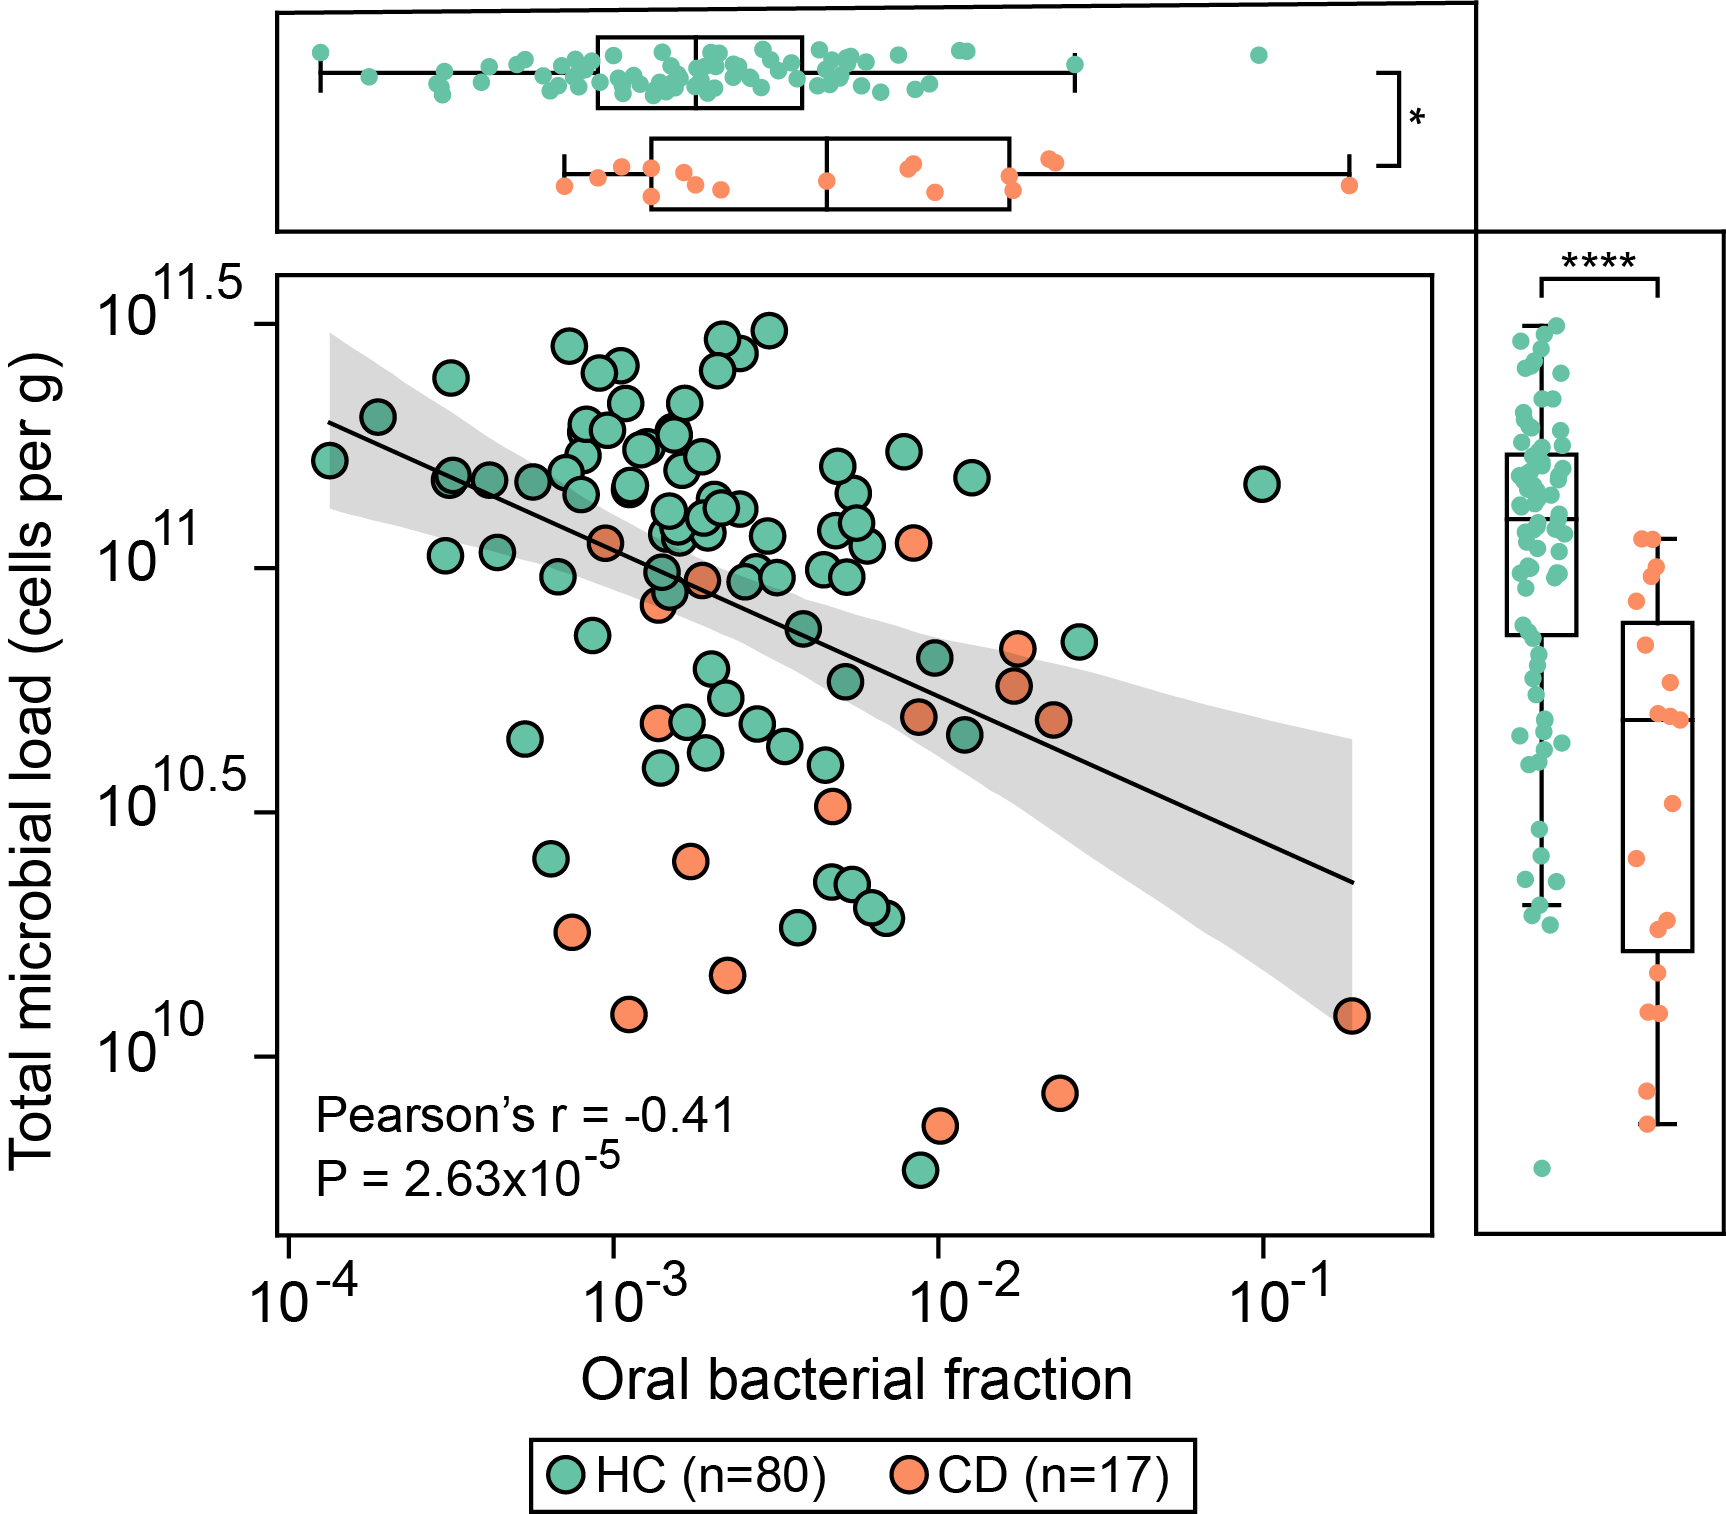 *
****
Total microbial load (cells per g)
10^11.5
10^11
10^10.5
10^10
Pearson’s r = -0.41
P = 2.63x10^-5
10^-4
10^-3
10^-2
10^-1
Oral bacterial fraction
HC (n=80)
CD (n=17)